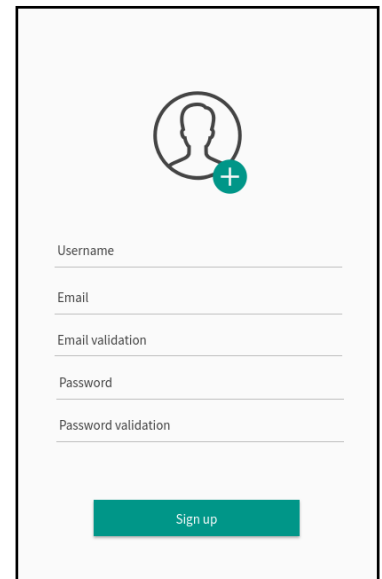 Username
Email
Email validation
Password
Password validation
Sign up